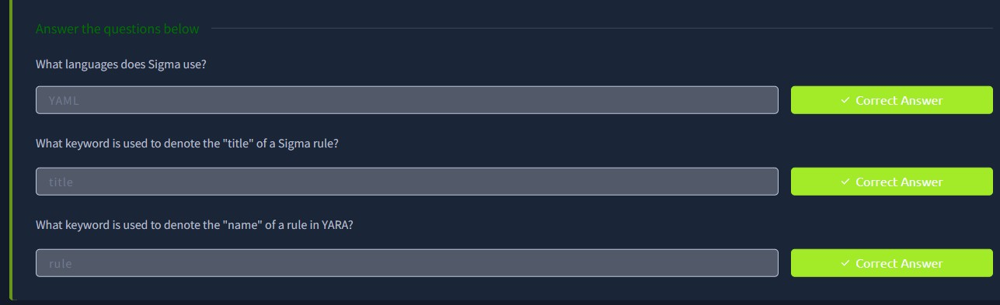 Answer the questions below
What languages does Sigma use?
YAML
✓ Correct Answer
What keyword is used to denote the "title" of a Sigma rule?
title
✓ Correct Answer
What keyword is used to denote the "name" of a rule in YARA?
rule
✓ Correct Answer